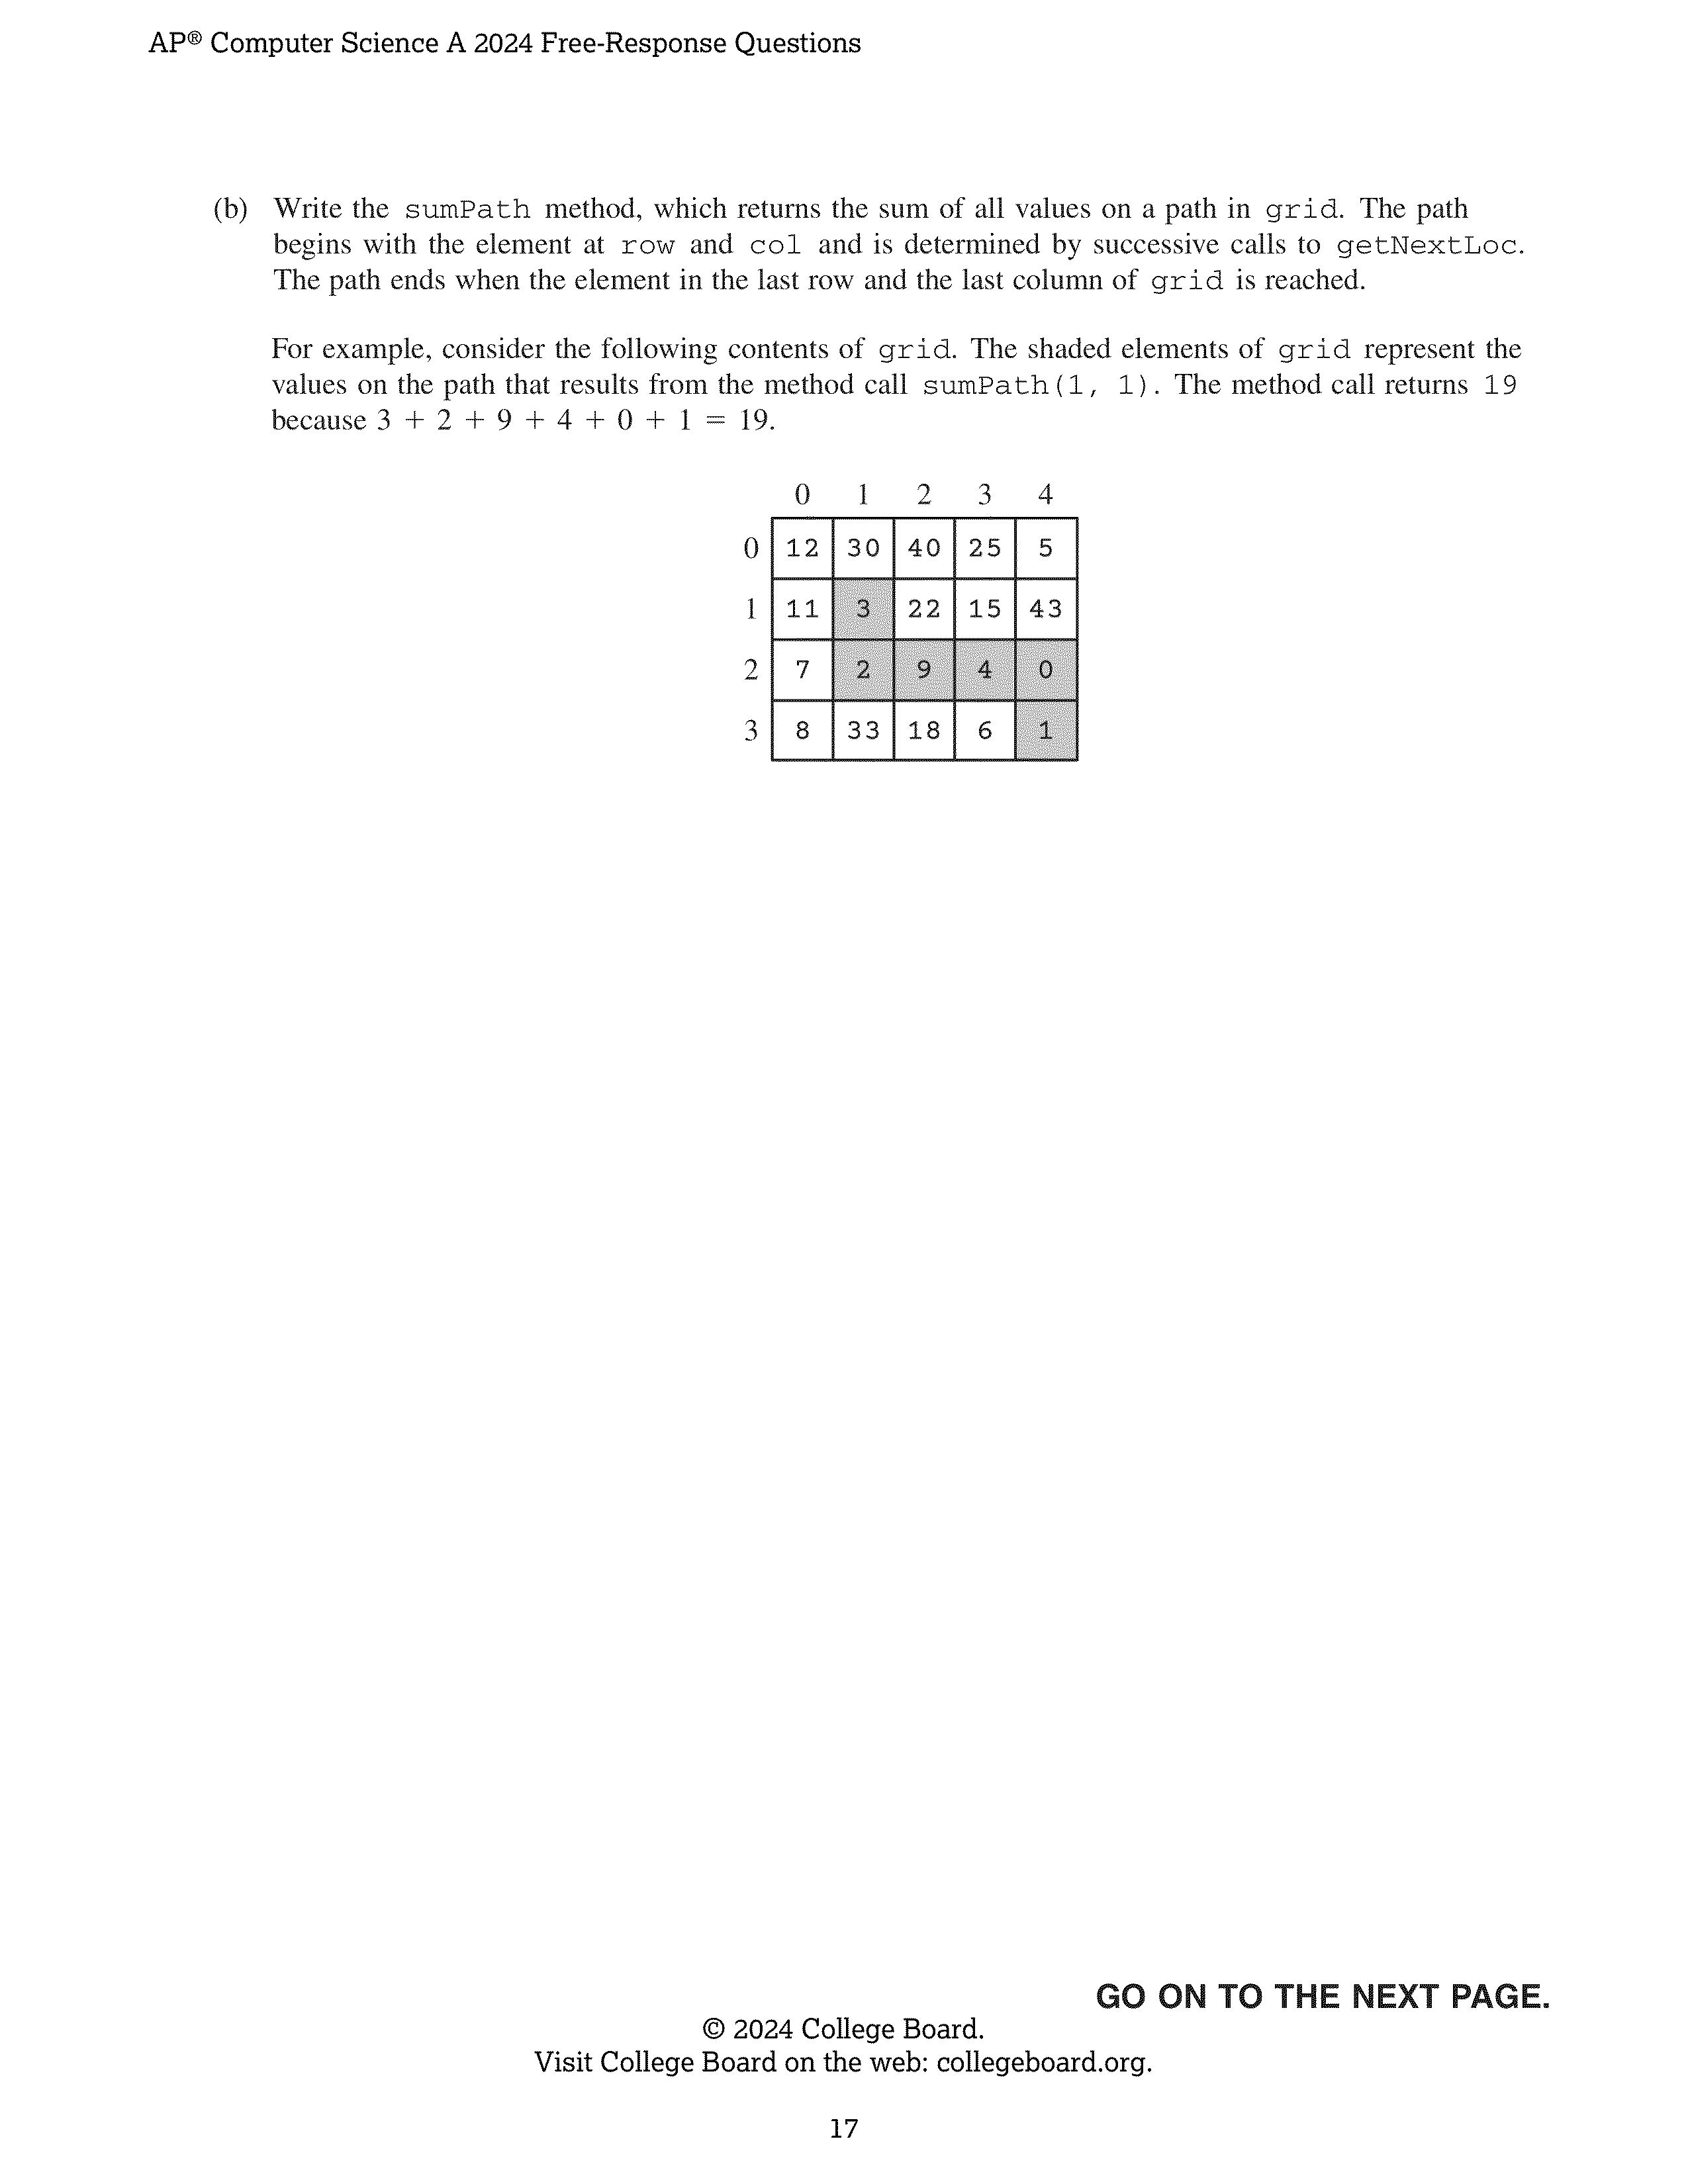 AP® Computer Science A 2024 Free-Response Questions
(b) Write the sumPath method, which returns the sum of all values on a path in grid. The path
begins with the element at row and col and is determined by successive calls to getNextLoc.
The path ends when the element in the last row and the last column of grid is reached.
For example, consider the following contents of grid. The shaded elements of grid represent the
values on the path that results from the method call sumPath(1, 1). The method call returns 19
because 3 + 2 + 9 + 4 + 0 + 1 = 19.
0 1 2 3 4
0 12 30 40 25 5
1 11 3 22 15 43
2 7 2 9 4 0
3 8 33 18 6 1
GO ON TO THE NEXT PAGE.
© 2024 College Board.
Visit College Board on the web: collegeboard.org.
17